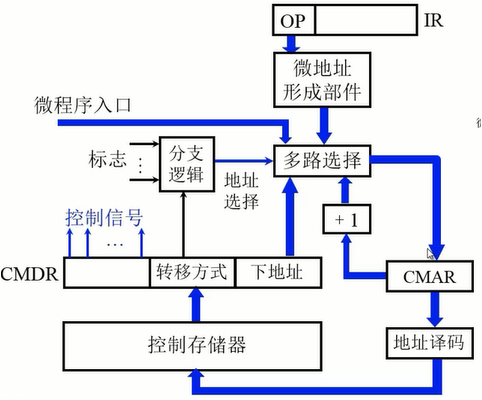 OP
IR
微地址
形成部件
微程序入口
标志
⋮
分支
逻辑
地址
选择
多路选择
控制信号
…
+ 1
CMDR
转移方式
下地址
CMAR
控制存储器
地址译码